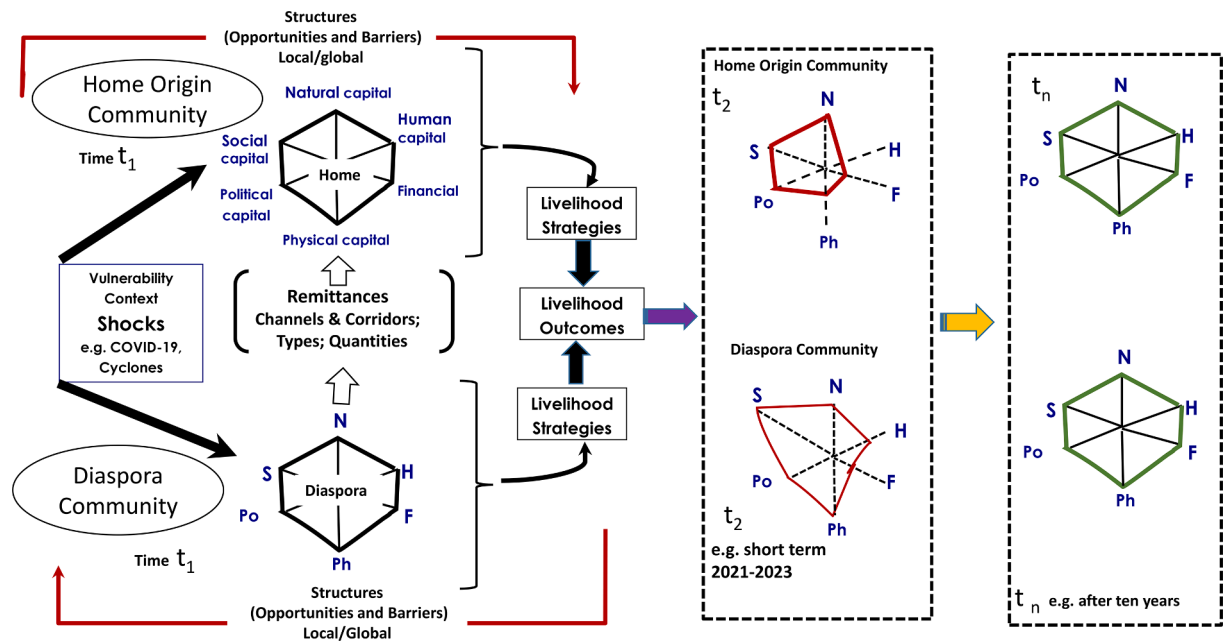 Structures
(Opportunities and Barriers)
Local/global
Home Origin
Community
Time t1
Natural capital
Human
capital
Social
capital
Home
Political
capital
Financial
Physical capital
Vulnerability
Context
Shocks
e.g. COVID-19,
Cyclones
Remittances
Channels & Corridors;
Types; Quantities
N
S
H
Diaspora
Po
F
Ph
Diaspora
Community
Time t1
Structures
(Opportunities and Barriers)
Local/Global
Livelihood
Strategies
Livelihood
Outcomes
Livelihood
Strategies
Home Origin Community
t2
N
S
H
Po
F
Ph
Diaspora Community
S
N
H
Po
F
t2
Ph
e.g. short term
2021-2023
tn
N
S
H
Po
F
Ph
N
S
H
Po
F
Ph
tn e.g. after ten years